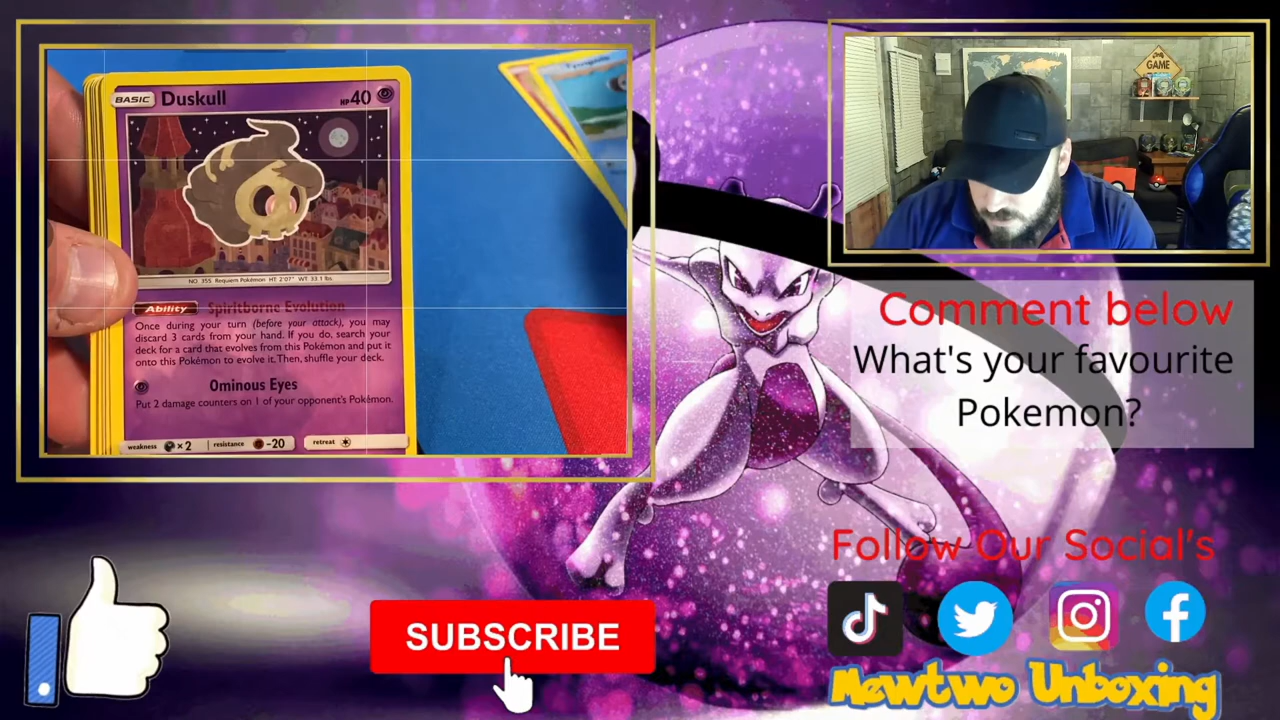 BASIC Duskull HP40
NO. 355 Requiem Pokémon HT: 2'07" WT: 33.1 lbs.
Ability Spiritborne Evolution
Once during your turn (before your attack), you may
discard 3 cards from your hand. If you do, search your
deck for a card that evolves from this Pokémon and put it
onto this Pokémon to evolve it. Then, shuffle your deck.
Ominous Eyes
Put 2 damage counters on 1 of your opponent's Pokémon.
weakness ×2 resistance -20 retreat
GAME
Comment below
What's your favourite
Pokemon?
Follow Our Social's
SUBSCRIBE
Mewtwo Unboxing